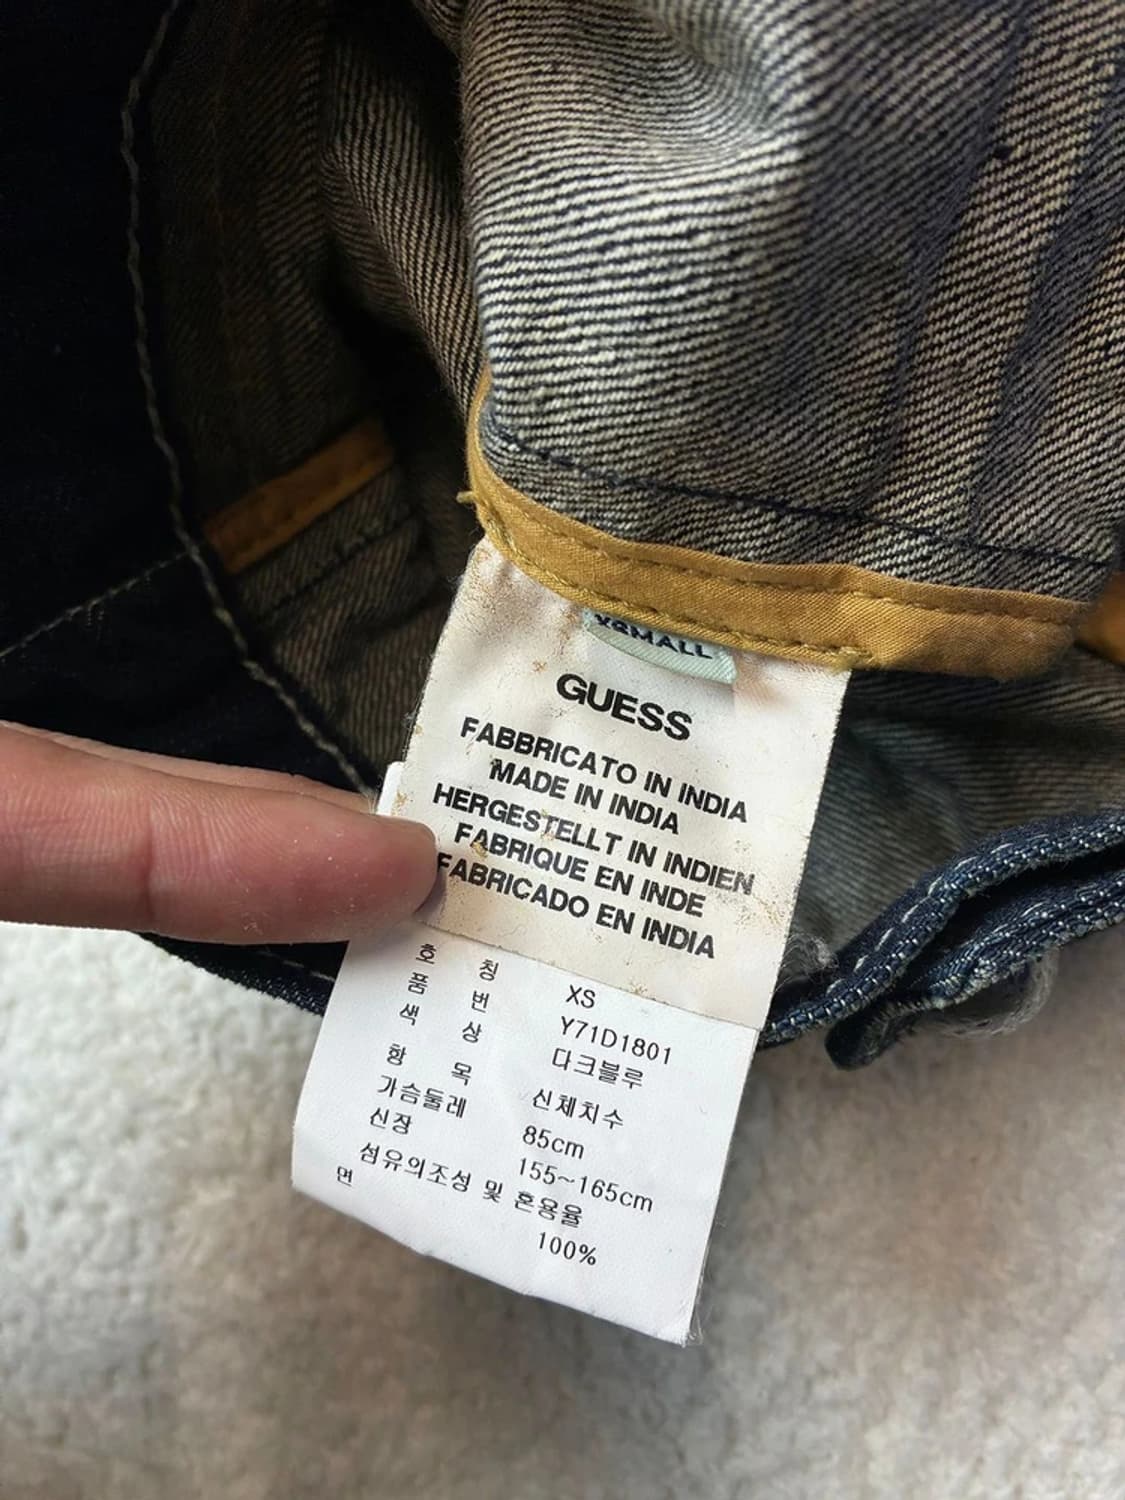 XSMALL
GUESS
FABBRICATO IN INDIA
MADE IN INDIA
HERGESTELLT IN INDIEN
FABRIQUE EN INDE
FABRICADO EN INDIA
호 칭 XS
품 번 Y71D1801
색 상 다크블루
항 목 신체치수
가슴둘레 85cm
신장 155~165cm
섬유의조성 및 혼용율
면 100%